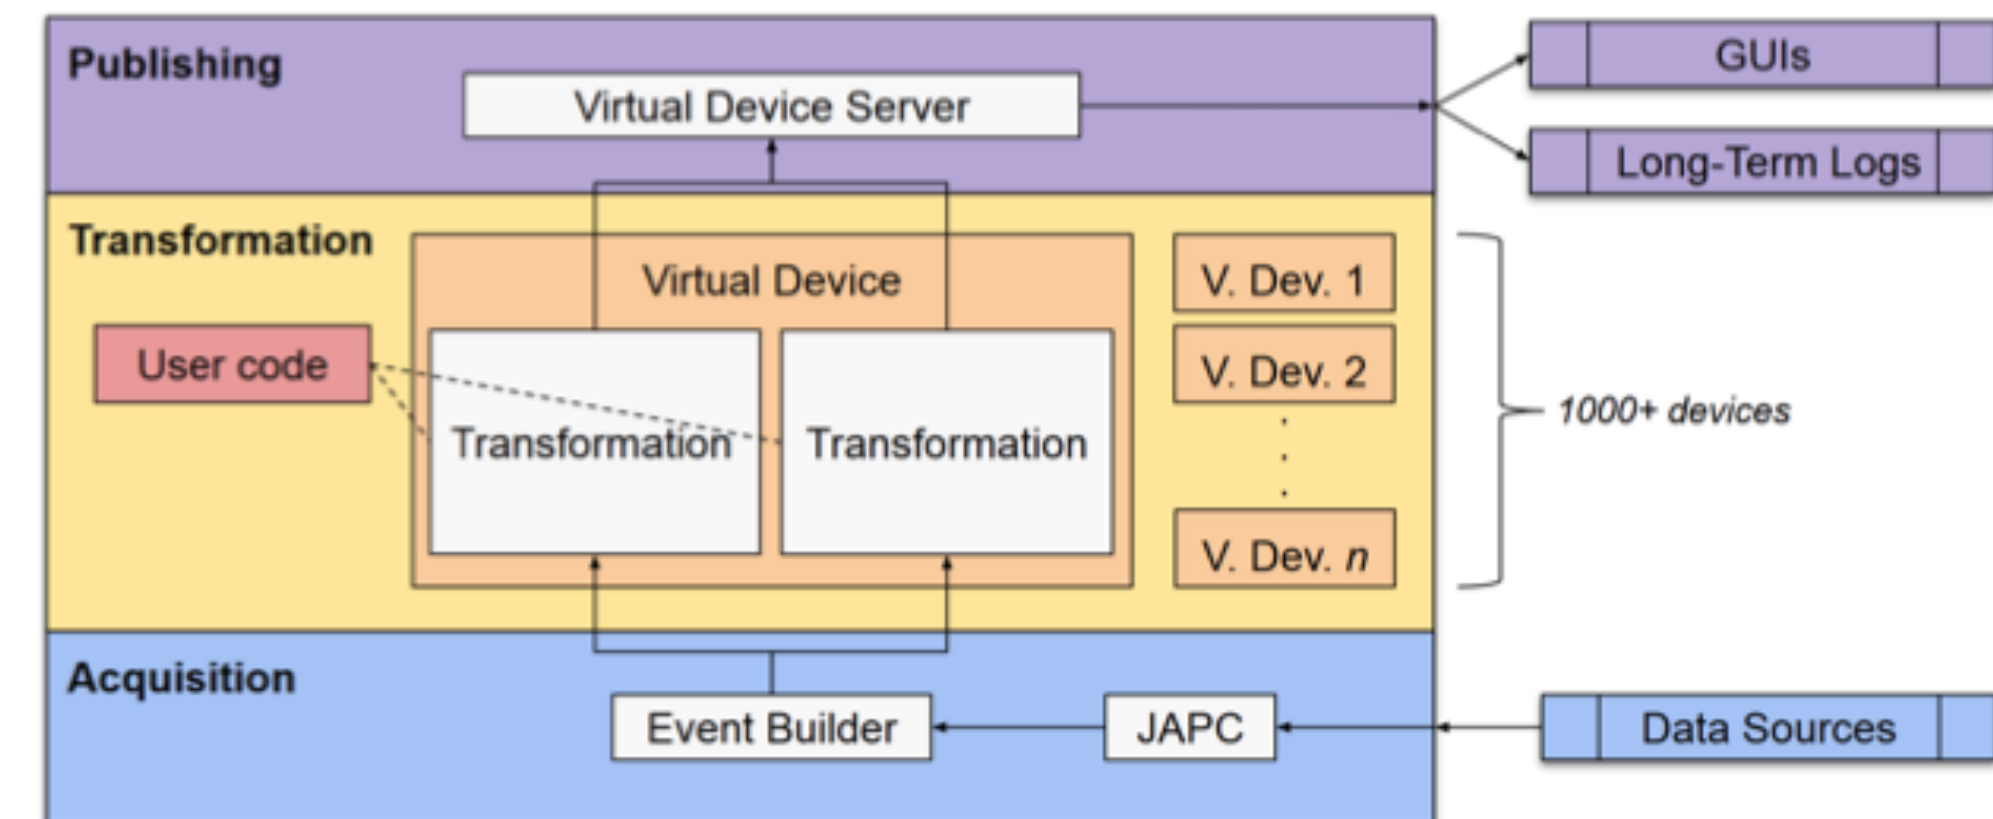 Publishing
Virtual Device Server
GUIs
Long-Term Logs
Transformation
Virtual Device
User code
Transformation
Transformation
V. Dev. 1
V. Dev. 2
.
.
.
V. Dev. n
1000+ devices
Acquisition
Event Builder
JAPC
Data Sources